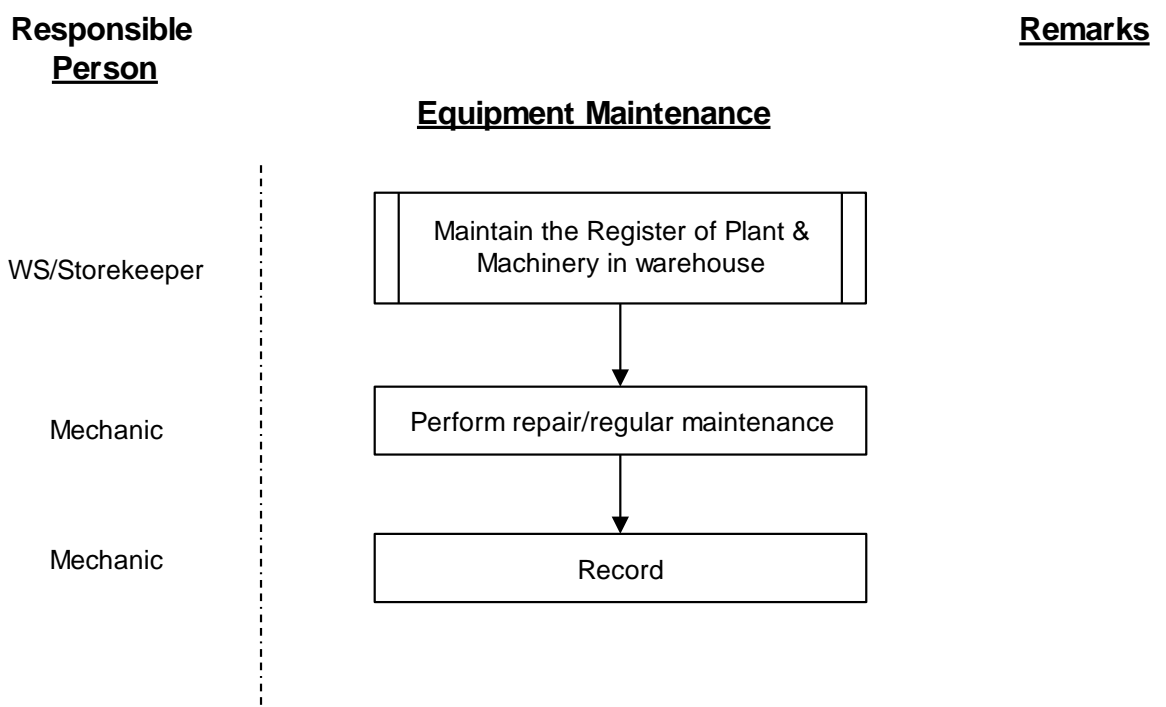 Responsible
Person
Remarks
Equipment Maintenance
WS/Storekeeper
Maintain the Register of Plant &
Machinery in warehouse
Mechanic
Perform repair/regular maintenance
Mechanic
Record